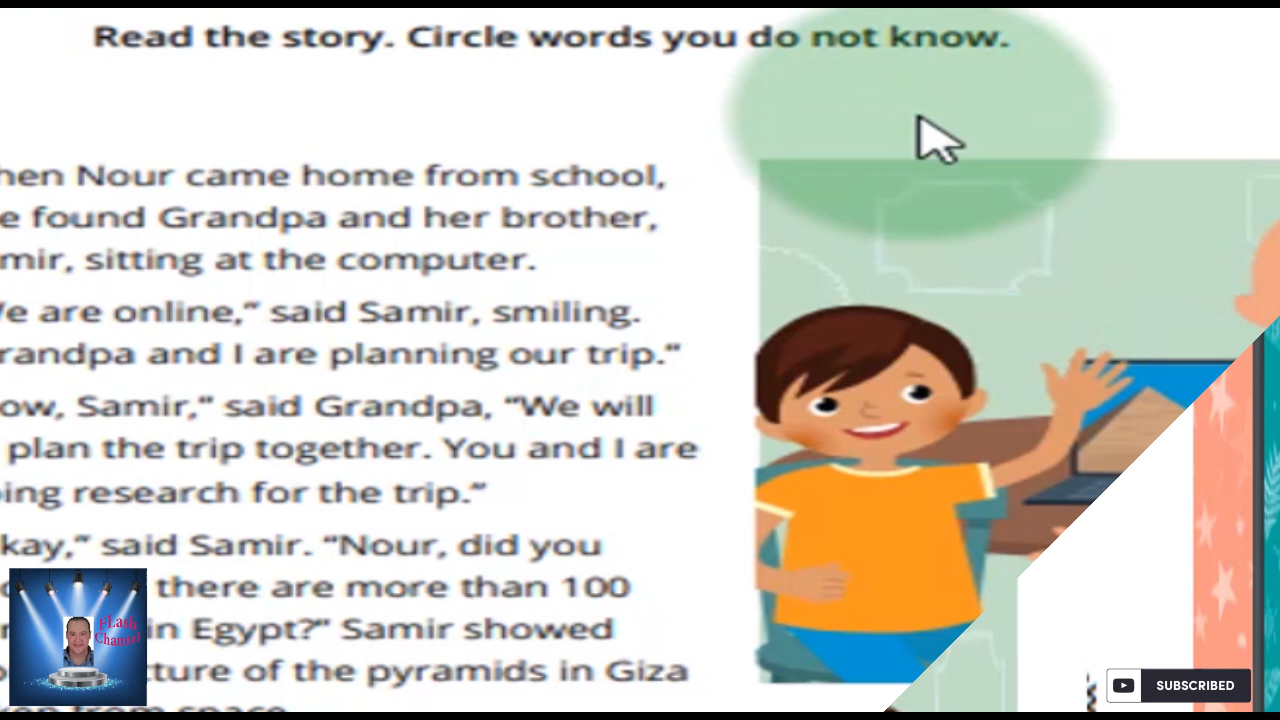 Read the story. Circle words you do not know.
hen Nour came home from school,
e found Grandpa and her brother,
mir, sitting at the computer.
e are online,” said Samir, smiling.
randpa and I are planning our trip.”
ow, Samir,” said Grandpa, “We will
plan the trip together. You and I are
ing research for the trip.”
kay,” said Samir. “Nour, did you
there are more than 100
in Egypt?” Samir showed
ture of the pyramids in Giza
from space
FLash
Channel
SUBSCRIBED